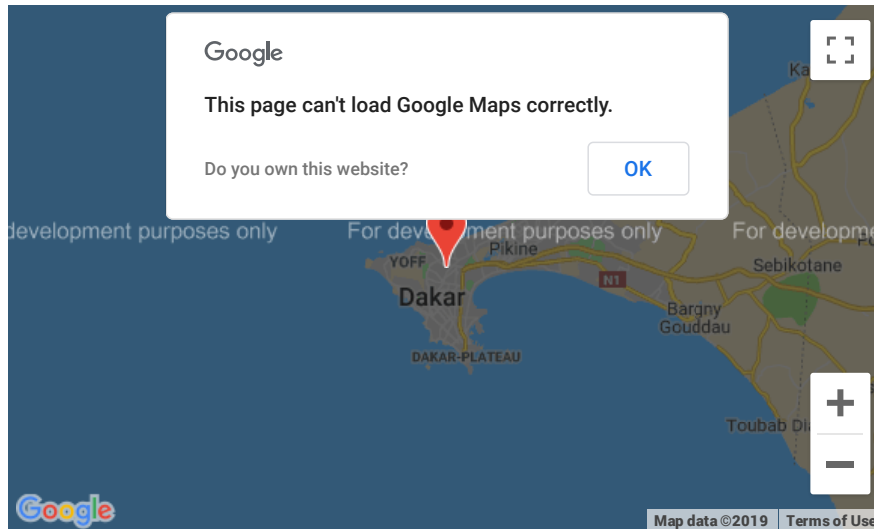 Google
This page can't load Google Maps correctly.
Do you own this website?
OK
Ka
development purposes only
For development purposes only
For developme
YOFF
Pikine
N1
Sebikotane
Dakar
Bargny
Gouddau
DAKAR-PLATEAU
Toubab Di
Google
Map data ©2019
Terms of Use